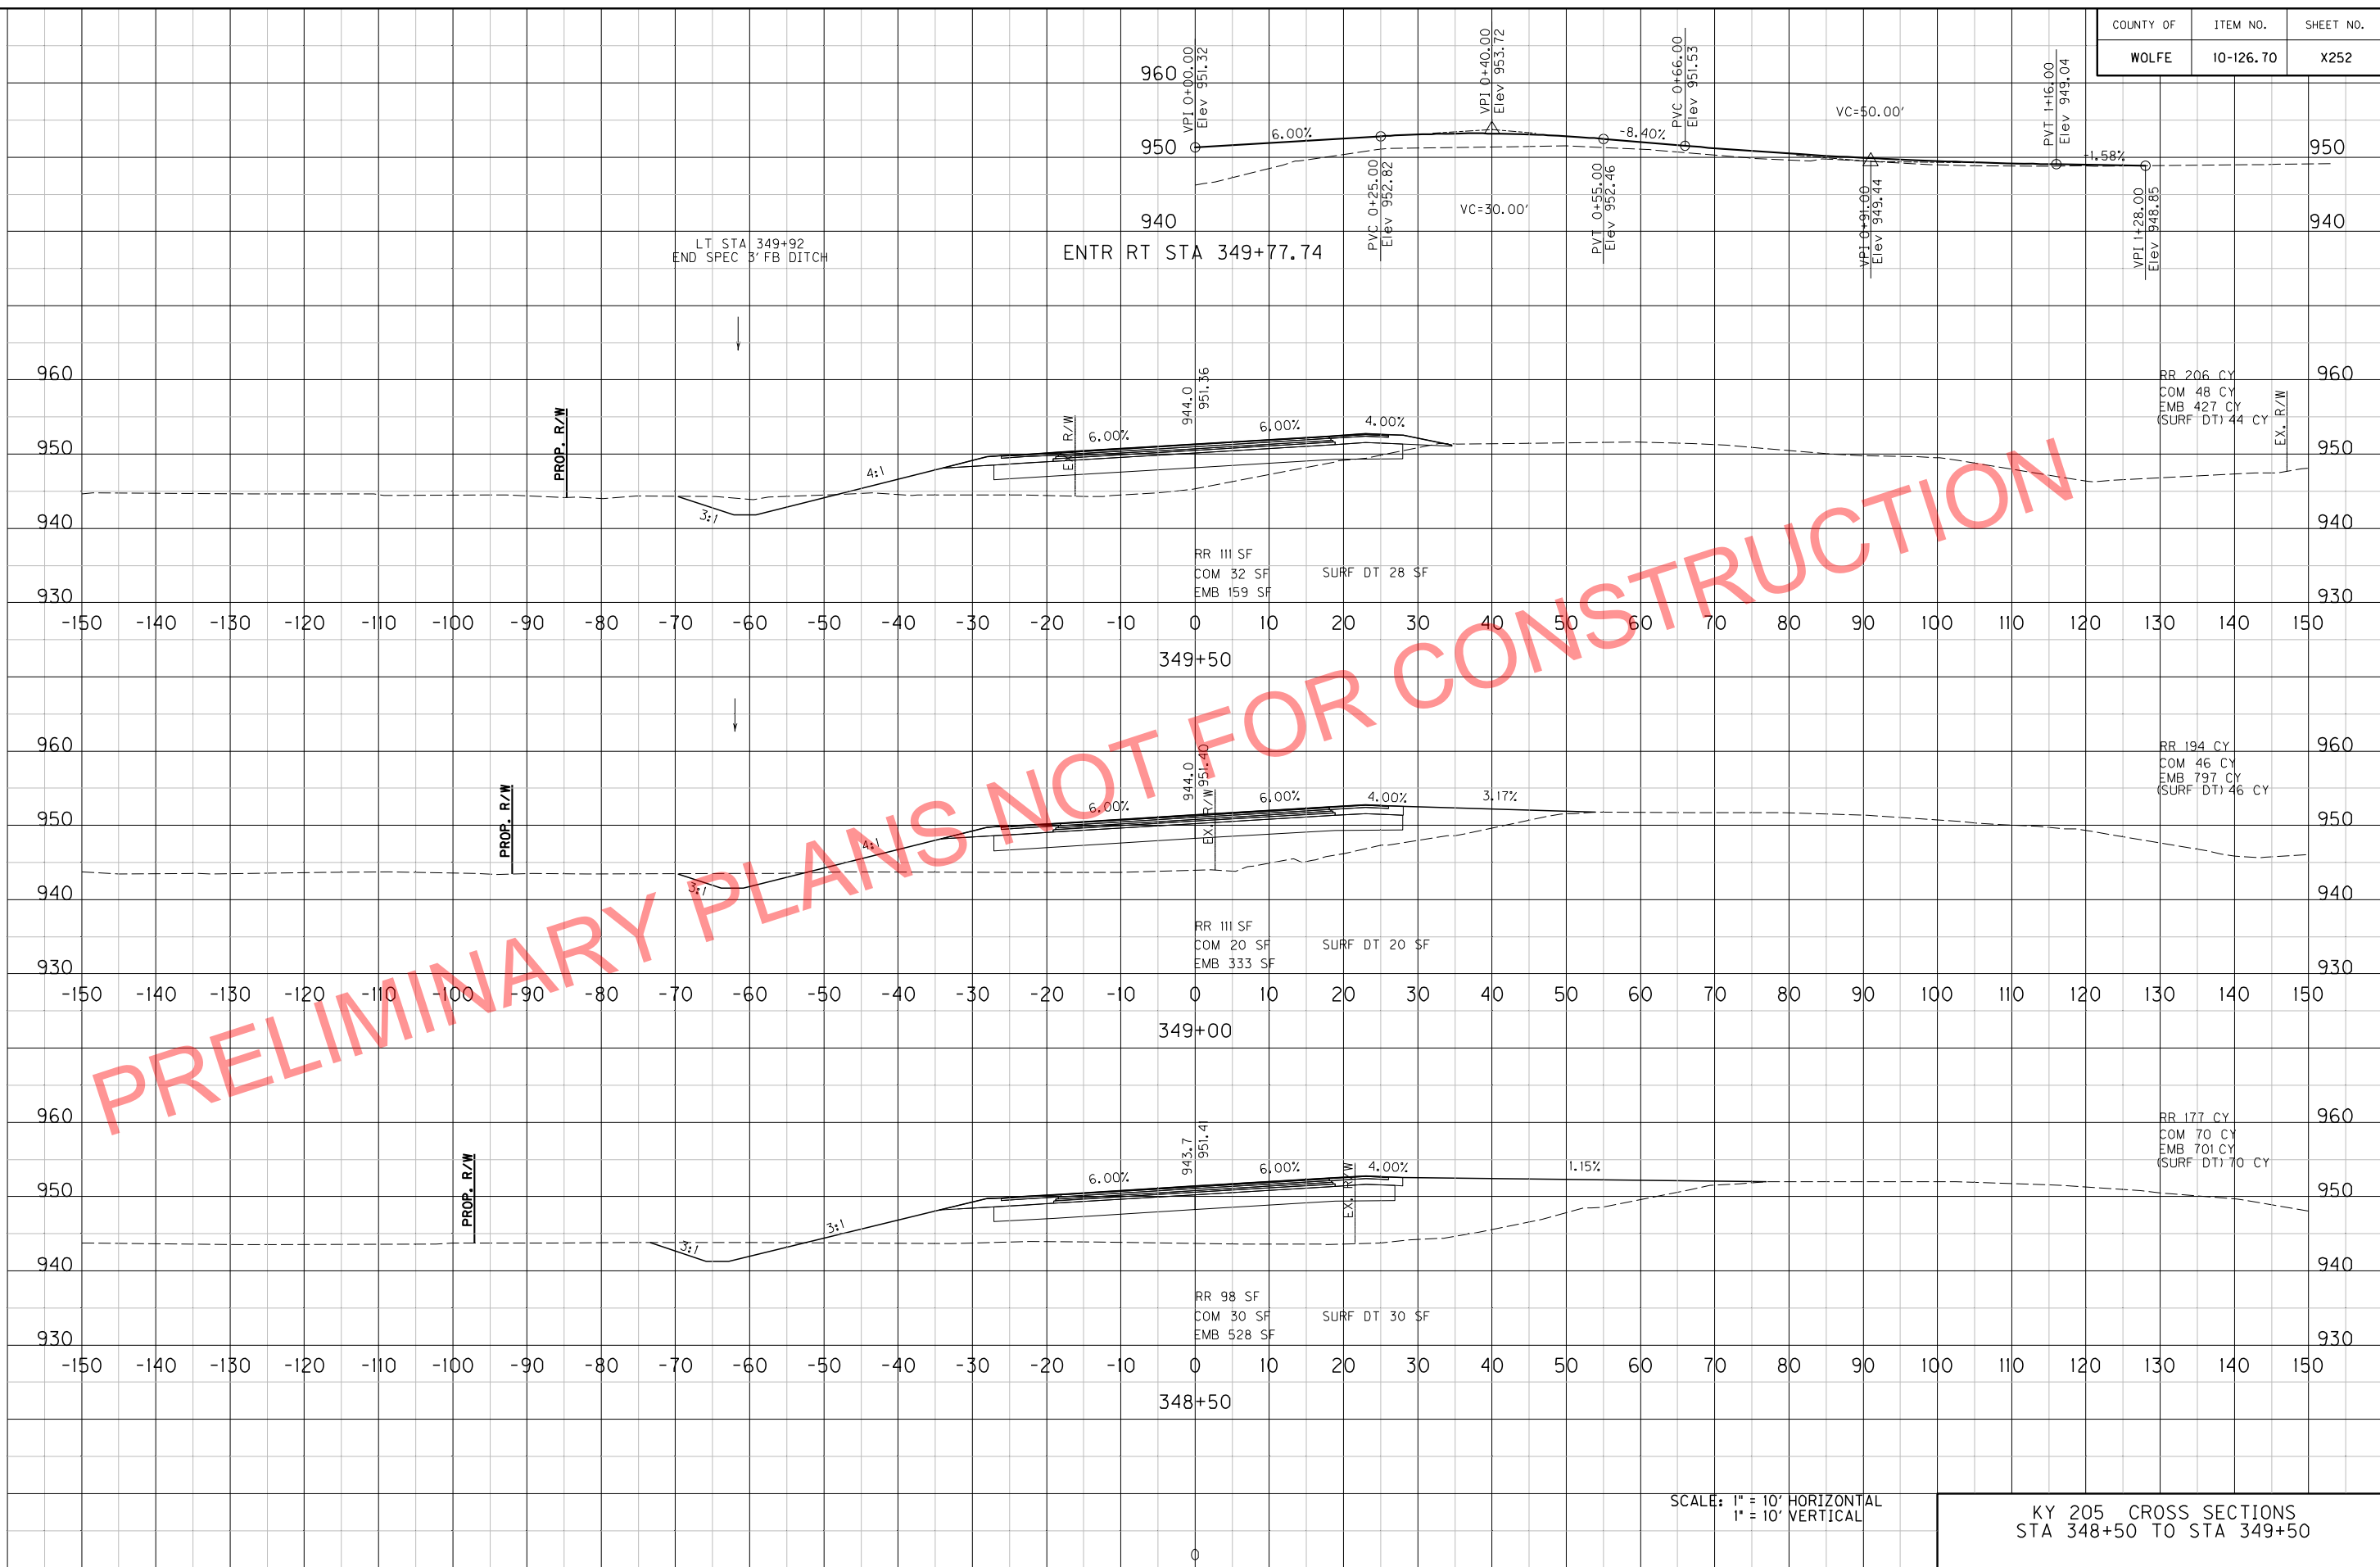 COUNTY OF ITEM NO. SHEET NO.
WOLFE 10-126.70 X252
VPI 0+00.00
Elev 951.32
VPI 0+40.00
Elev 953.72
PVC 0+66.00
Elev 951.53
PVT 1+16.00
Elev 949.04
960
VC=50.00'
6.00%
-8.40%
-1.58%
950 950
PVC 0+25.00
Elev 952.82
VC=30.00'
PVT 0+55.00
Elev 952.46
VPI 0+91.00
Elev 949.44
VPI 1+28.00
Elev 948.85
940 940
LT STA 349+92
END SPEC 3' FB DITCH
ENTR RT STA 349+77.74
960 960
944.0
951.36
RR 206 CY
COM 48 CY
EMB 427 CY
(SURF DT) 44 CY
PROP. R/W
EX. R/W
EX. R/W
6.00% 6.00% 4.00%
950 950
4:1
3:1
940 940
RR 111 SF
COM 32 SF SURF DT 28 SF
EMB 159 SF
930 930
-150 -140 -130 -120 -110 -100 -90 -80 -70 -60 -50 -40 -30 -20 -10 0 10 20 30 40 50 60 70 80 90 100 110 120 130 140 150
349+50
960 960
944.0
951.40
RR 194 CY
COM 46 CY
EMB 797 CY
(SURF DT) 46 CY
PROP. R/W
EX. R/W
6.00% 6.00% 4.00% 3.17%
950 950
4:1
3:1
940 940
RR 111 SF
COM 20 SF SURF DT 20 SF
EMB 333 SF
930 930
-150 -140 -130 -120 -110 -100 -90 -80 -70 -60 -50 -40 -30 -20 -10 0 10 20 30 40 50 60 70 80 90 100 110 120 130 140 150
349+00
PRELIMINARY PLANS NOT FOR CONSTRUCTION
960 960
943.7
951.41
RR 177 CY
COM 70 CY
EMB 701 CY
(SURF DT) 70 CY
PROP. R/W
EX. R/W
6.00% 6.00% 4.00% 1.15%
950 950
3:1
3:1
940 940
RR 98 SF
COM 30 SF SURF DT 30 SF
EMB 528 SF
930 930
-150 -140 -130 -120 -110 -100 -90 -80 -70 -60 -50 -40 -30 -20 -10 0 10 20 30 40 50 60 70 80 90 100 110 120 130 140 150
348+50
SCALE: 1" = 10' HORIZONTAL
1" = 10' VERTICAL
KY 205 CROSS SECTIONS
STA 348+50 TO STA 349+50
0